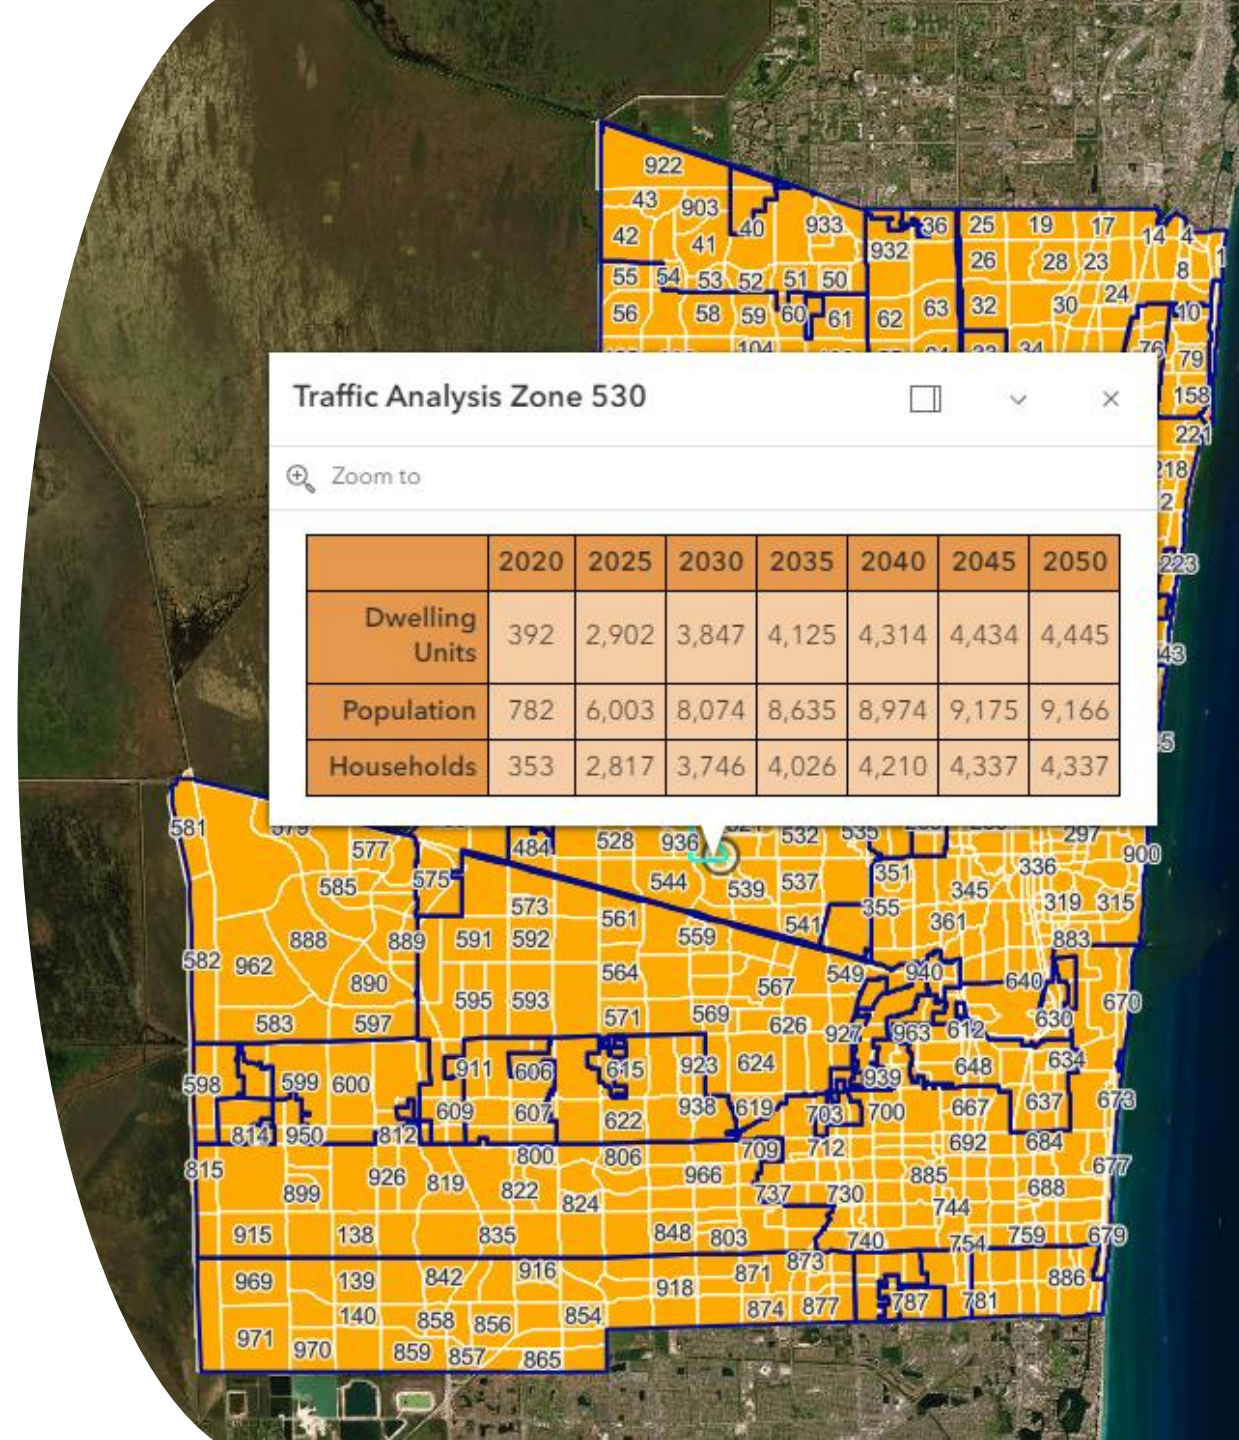 922
43 903
40 933 36 25 19 17 14 4
42 41 932 26 28 23 8 1
55 54 53 52 51 50
56 58 59 60 61 62 63 32 30 24 10
104 34 76 79
Traffic Analysis Zone 530
158
221
Zoom to
218
2
2020 2025 2030 2035 2040 2045 2050
223
Dwelling
Units
392 2,902 3,847 4,125 4,314 4,434 4,445
43
Population 782 6,003 8,074 8,635 8,974 9,175 9,166
Households 353 2,817 3,746 4,026 4,210 4,337 4,337
5
581 579 577 484 528 936 532 535 297 900
585 575 544 539 537 351 345 336
573 561 541 355 361 319 315
888 889 591 592 559 883
582 962 890 564 567 549 940 640
595 593 569 670
583 597 571 626 927 963 612 630
598 599 600 911 606 615 923 624 939 648 634
609 607 622 938 619 703 700 667 637 673
814 950 812 709 712 692 684
815 926 800 806 966 885 677
899 819 822 824 737 730 744 688
915 138 835 848 803 740 754 759 679
969 139 842 916 918 871 873 886
140 858 856 854 874 877 787 781
971 970 859 857 865